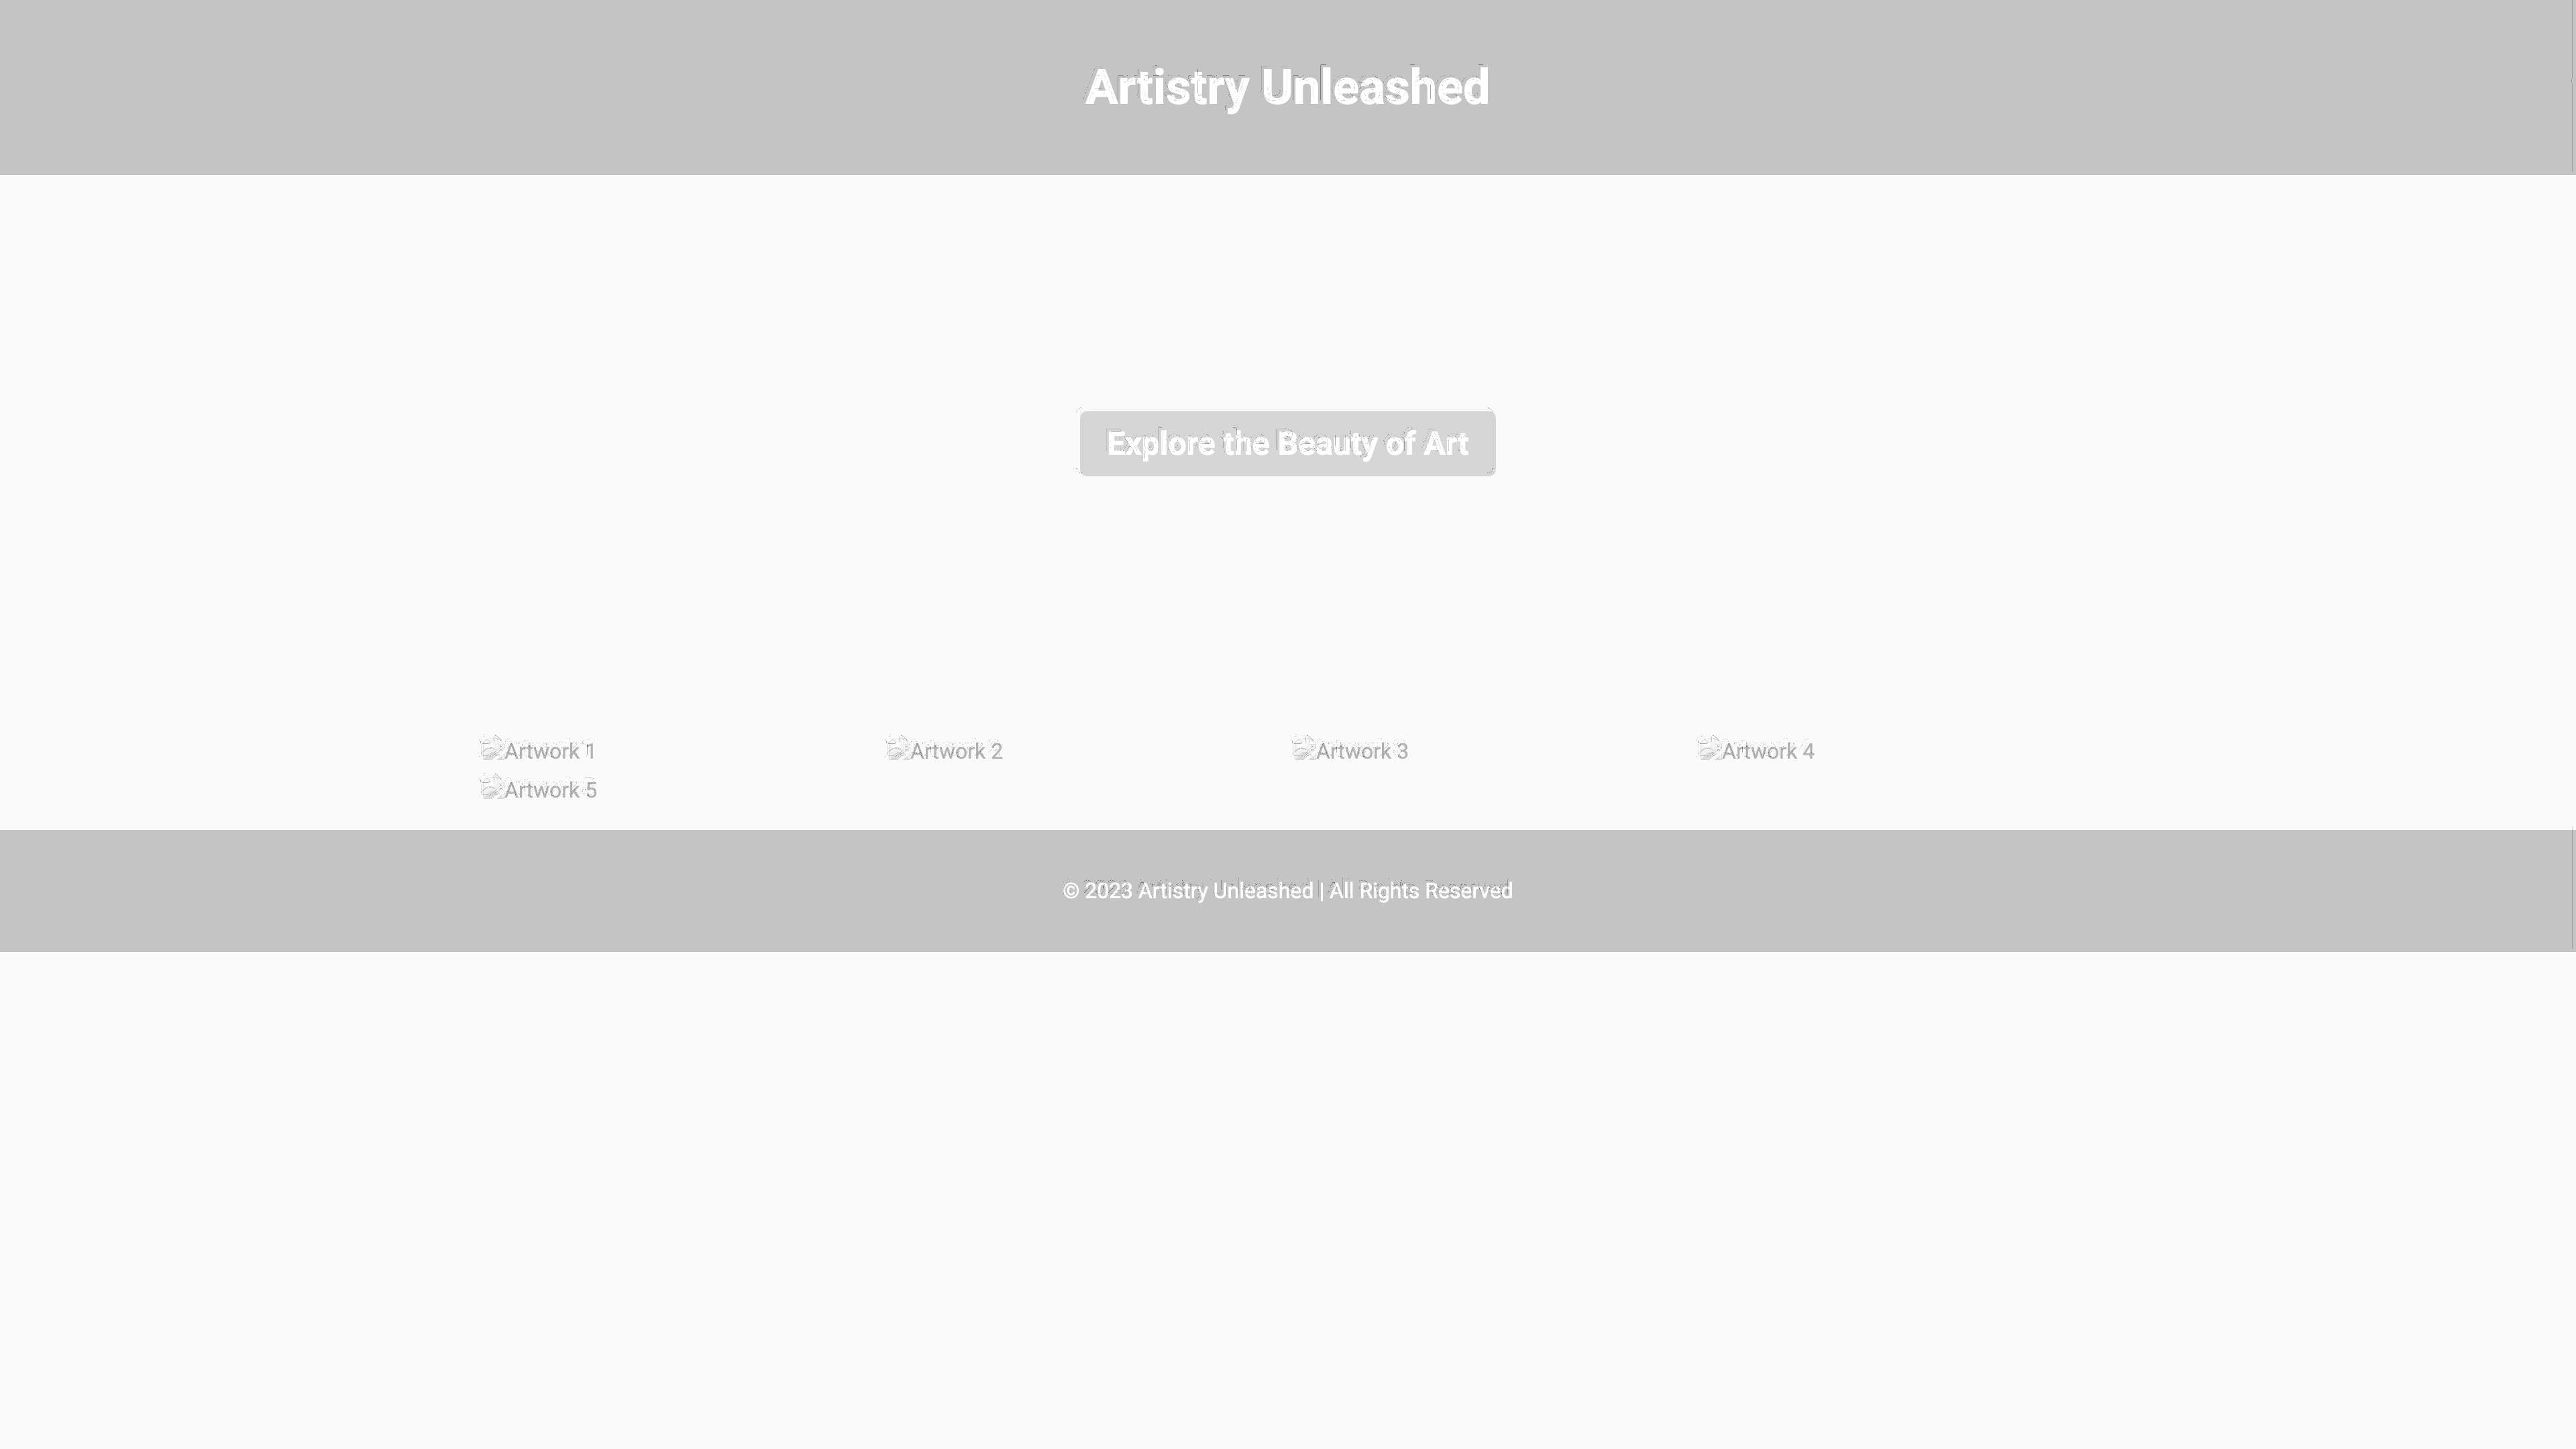 Artistry Unleashed
Explore the Beauty of Art
Artwork 1
Artwork 2
Artwork 3
Artwork 4
Artwork 5
© 2023 Artistry Unleashed | All Rights Reserved